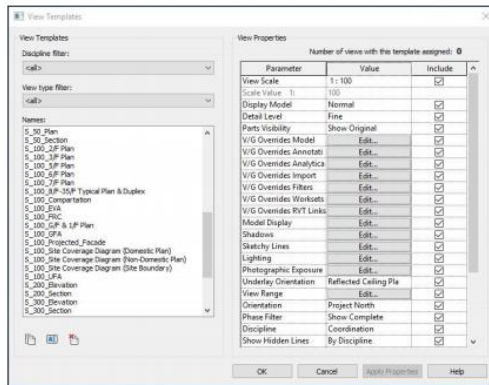 View Templates
View Templates
Discipline filter:
<all>
View type filter:
<all>
Names:
S_50_Plan
S_50_Section
S_100_2/F Plan
S_100_3/F Plan
S_100_5/F Plan
S_100_6/F Plan
S_100_7/F Plan
S_100_8/F-35/F Typical Plan & Duplex
S_100_Compartation
S_100_EVA
S_100_FRC
S_100_G/F & 1/F Plan
S_100_GFA
S_100_Projected_Facade
S_100_Site Coverage Diagram (Domestic Plan)
S_100_Site Coverage Diagram (Non-Domestic Plan)
S_100_Site Coverage Diagram (Site Boundary)
S_100_UFA
S_200_Elevation
S_200_Section
S_300_Elevation
S_300_Section
View Properties
Number of views with this template assigned: 0
Parameter Value Include
View Scale 1 : 100
Scale Value 1: 100
Display Model Normal
Detail Level Fine
Parts Visibility Show Original
V/G Overrides Model Edit...
V/G Overrides Annotati Edit...
V/G Overrides Analytica Edit...
V/G Overrides Import Edit...
V/G Overrides Filters Edit...
V/G Overrides Worksets Edit...
V/G Overrides RVT Links Edit...
Model Display Edit...
Shadows Edit...
Sketchy Lines Edit...
Lighting Edit...
Photographic Exposure Edit...
Underlay Orientation Reflected Ceiling Pla
View Range Edit...
Orientation Project North
Phase Filter Show Complete
Discipline Coordination
Show Hidden Lines By Discipline
OK Cancel Apply Properties Help